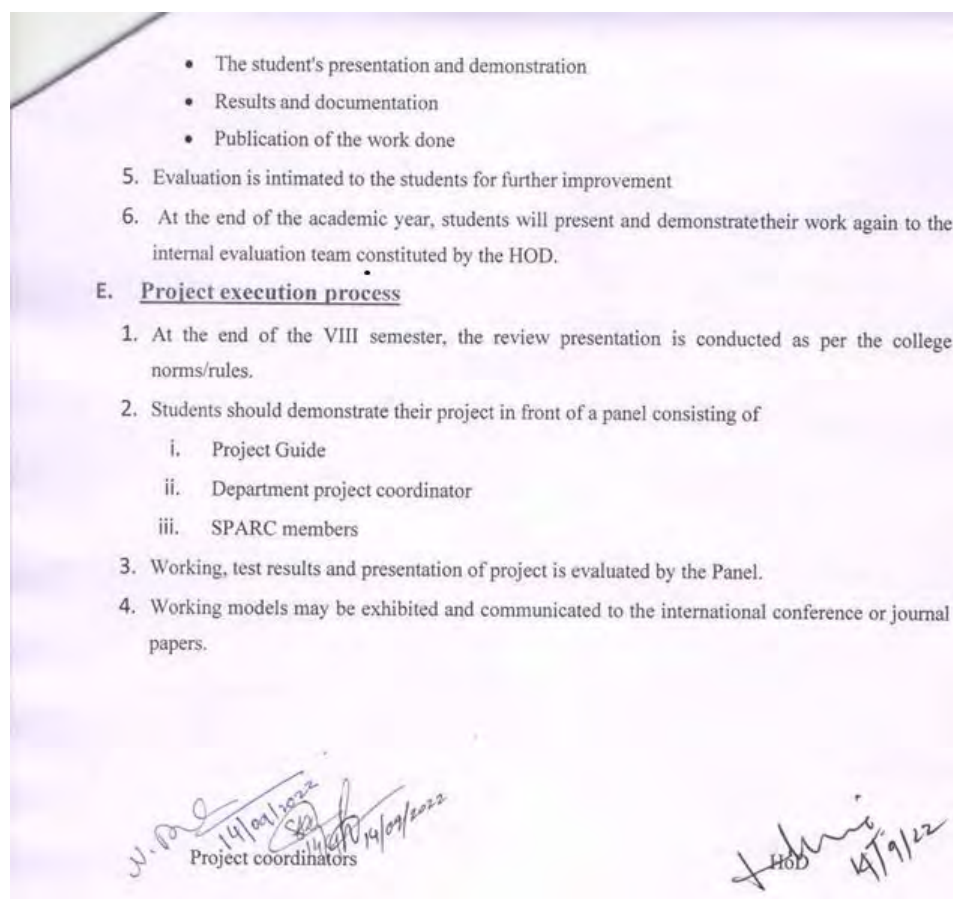 • The student's presentation and demonstration
• Results and documentation
• Publication of the work done
5. Evaluation is intimated to the students for further improvement
6. At the end of the academic year, students will present and demonstratetheir work again to the
internal evaluation team constituted by the HOD.
E. Project execution process
1. At the end of the VIII semester, the review presentation is conducted as per the college
norms/rules.
2. Students should demonstrate their project in front of a panel consisting of
i. Project Guide
ii. Department project coordinator
iii. SPARC members
3. Working, test results and presentation of project is evaluated by the Panel.
4. Working models may be exhibited and communicated to the international conference or journal
papers.
14/09/2022
14/09/2022
Project coordinators
HoD
14/9/22